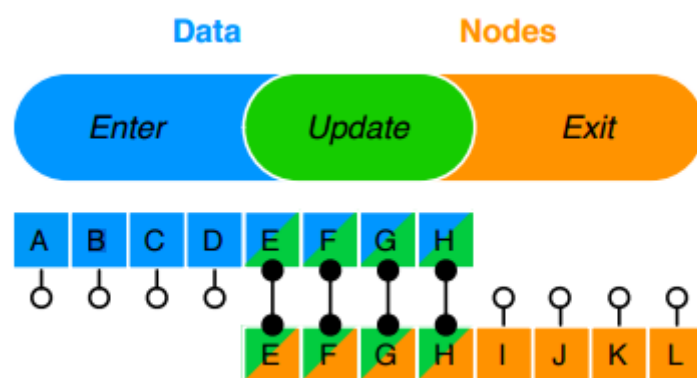 Data Nodes
Enter Update Exit
A B C D E F G H
E F G H I J K L